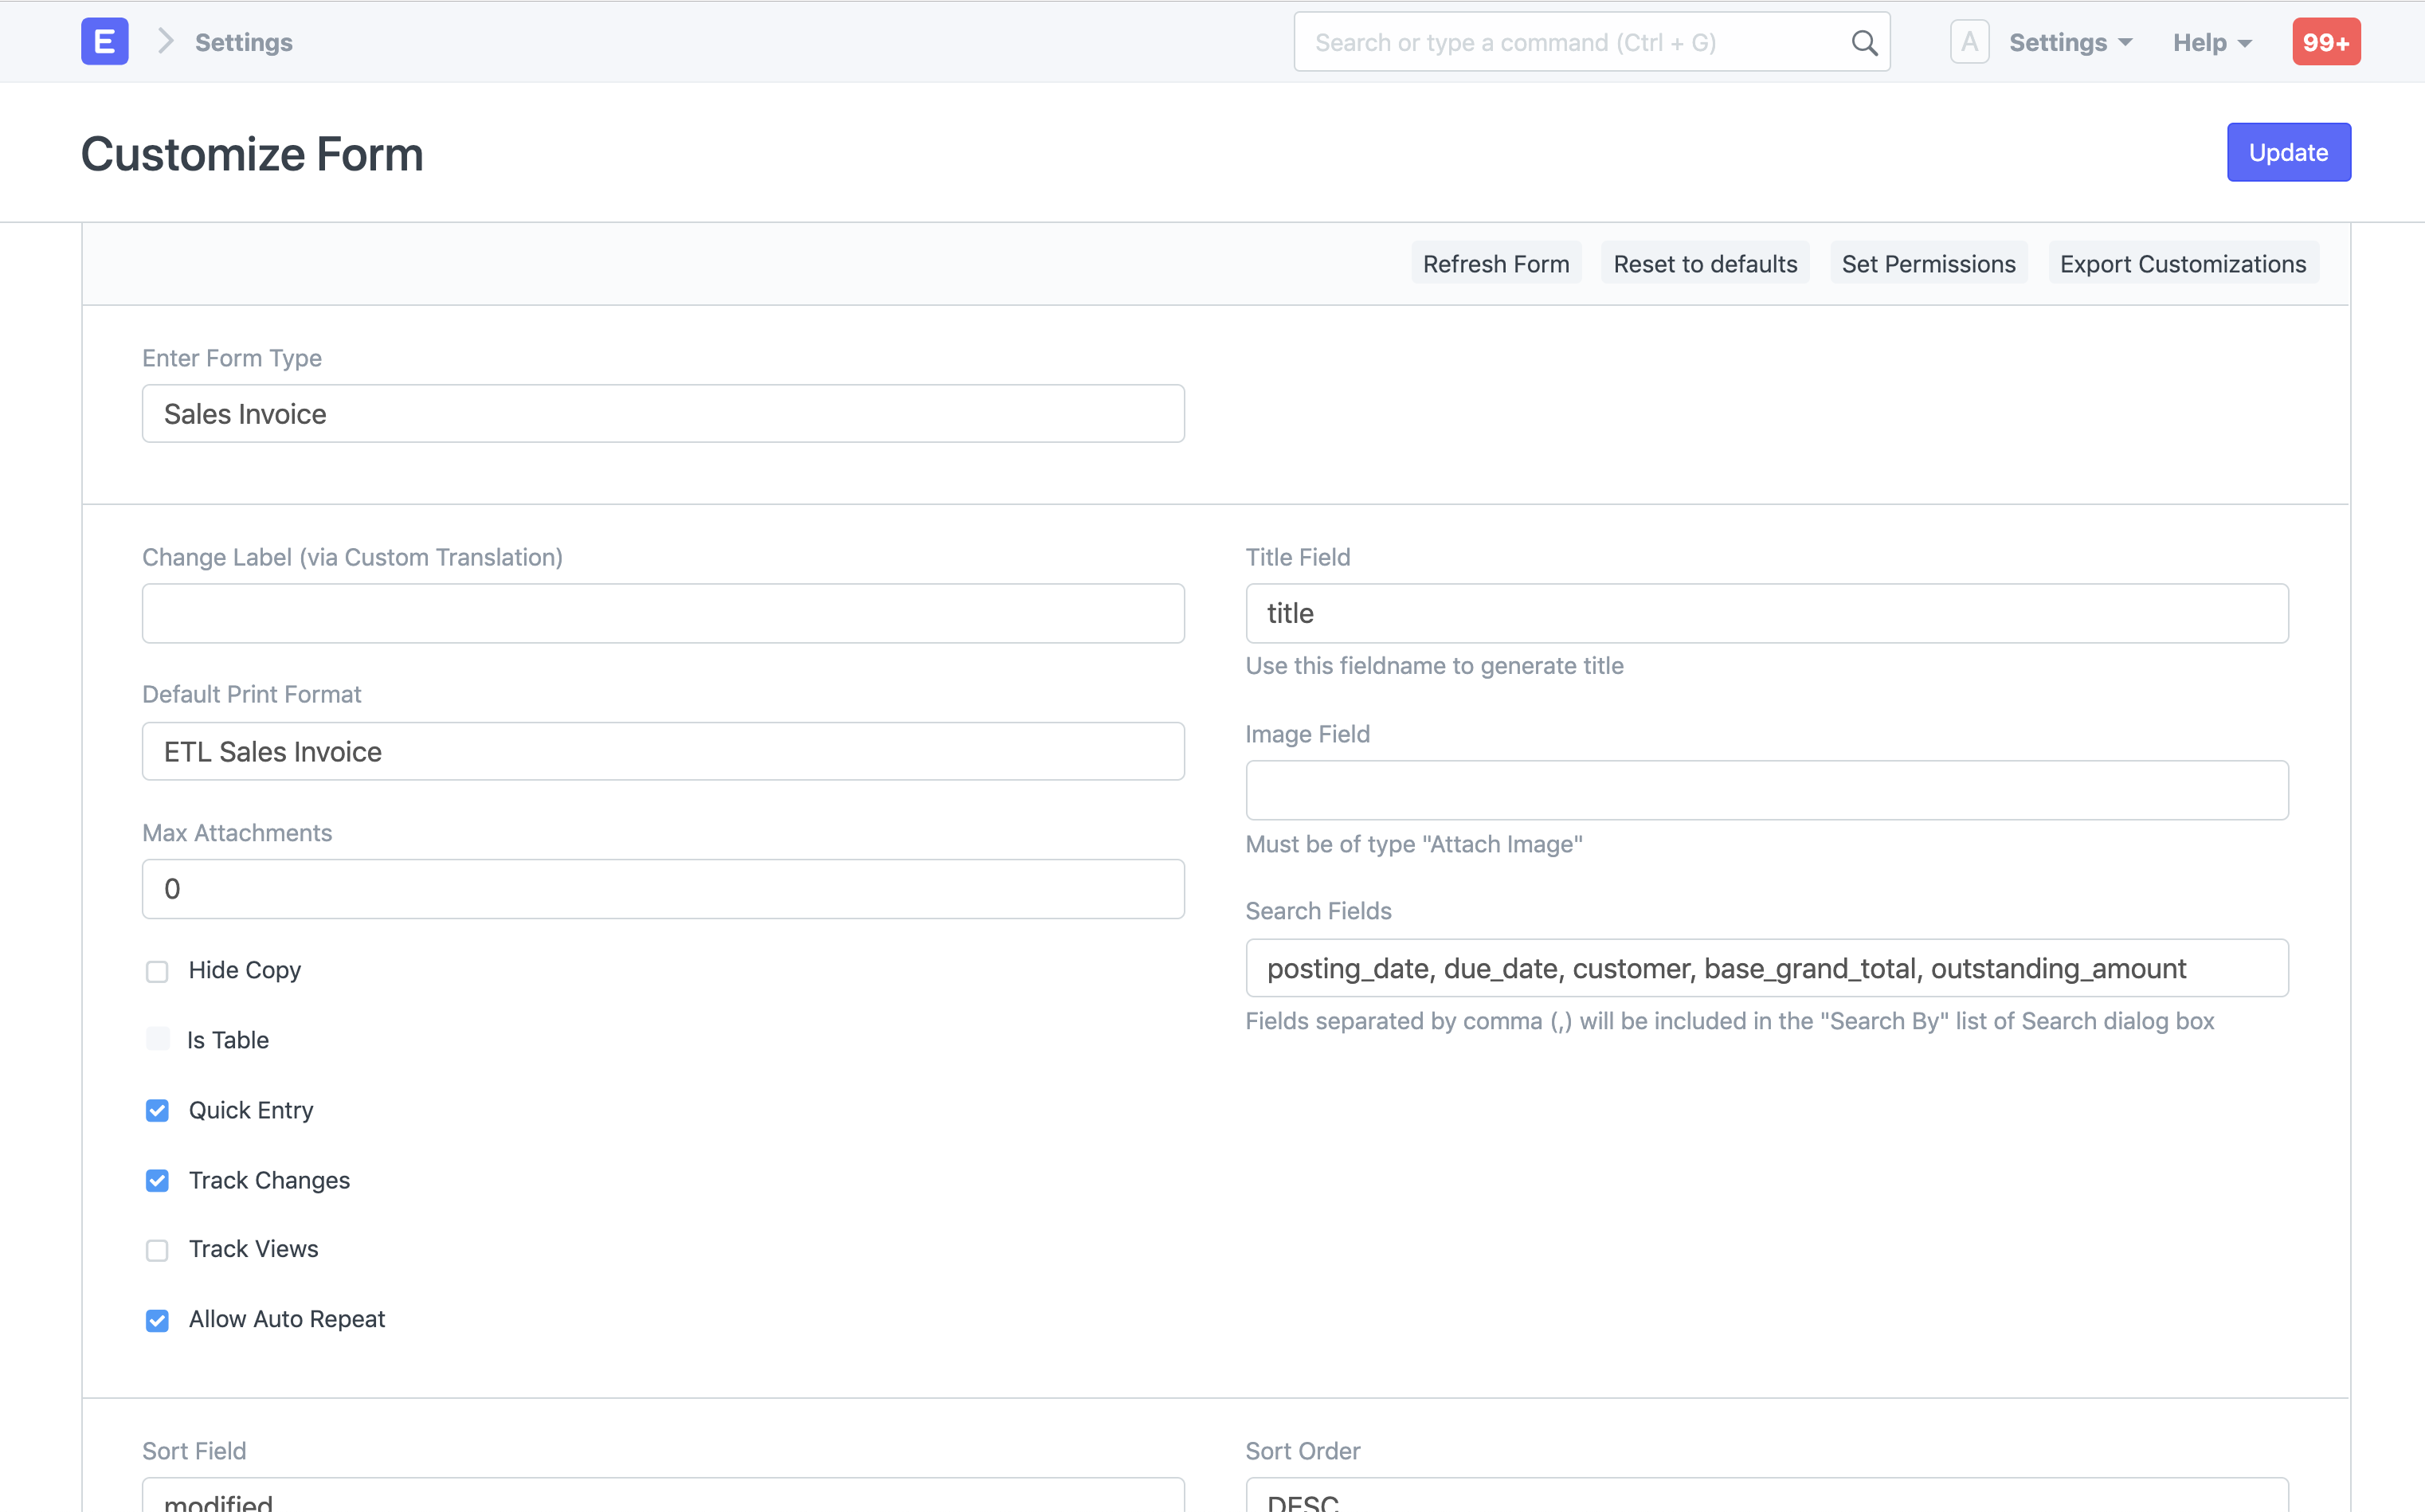 E
Settings
Search or type a command (Ctrl + G)
A
Settings
Help
99+
Customize Form
Update
Refresh Form
Reset to defaults
Set Permissions
Export Customizations
Enter Form Type
Sales Invoice
Change Label (via Custom Translation)
Default Print Format
ETL Sales Invoice
Max Attachments
0
Hide Copy
Is Table
Quick Entry
Track Changes
Track Views
Allow Auto Repeat
Title Field
title
Use this fieldname to generate title
Image Field
Must be of type "Attach Image"
Search Fields
posting_date, due_date, customer, base_grand_total, outstanding_amount
Fields separated by comma (,) will be included in the "Search By" list of Search dialog box
Sort Field
modified
Sort Order
DESC